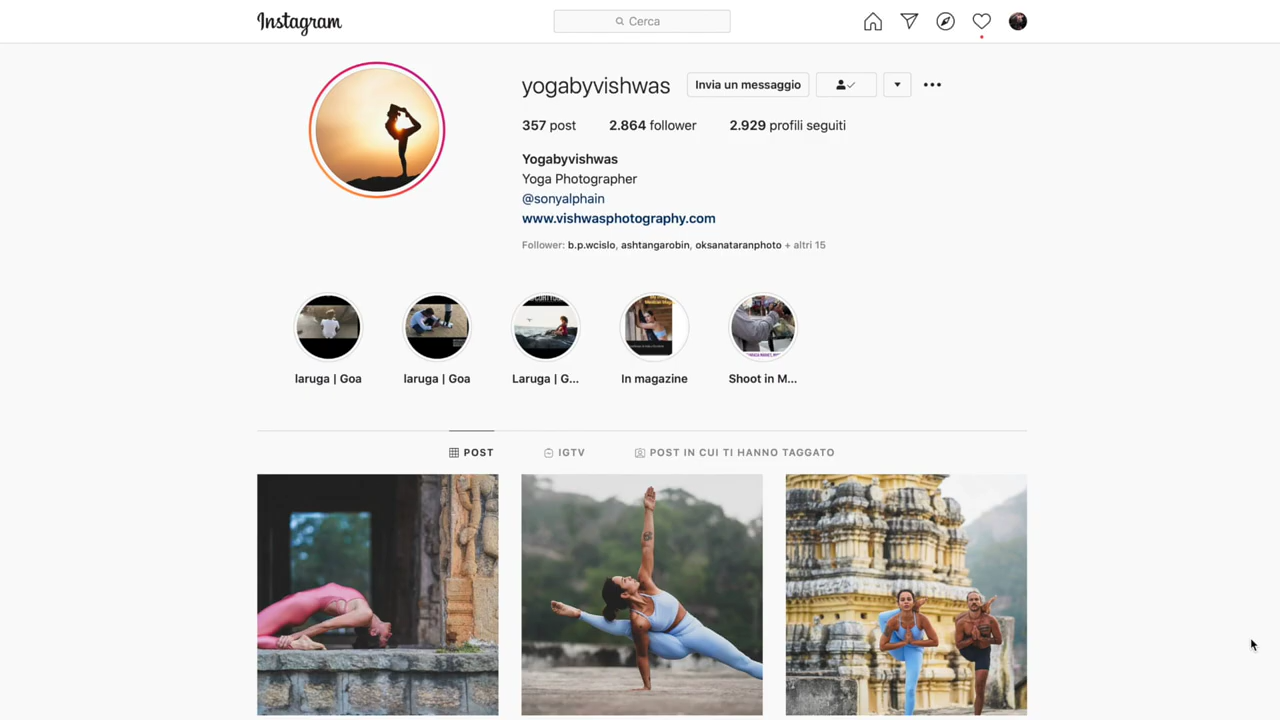 Instagram
Cerca
yogabyvishwas
Invia un messaggio
357 post 2.864 follower 2.929 profili seguiti
Yogabyvishwas
Yoga Photographer
@sonyalphain
www.vishwasphotography.com
Follower: b.p.wcislo, ashtangarobin, oksanataranphoto + altri 15
laruga | Goa
laruga | Goa
Laruga | G...
In magazine
Shoot in M...
POST
IGTV
POST IN CUI TI HANNO TAGGATO